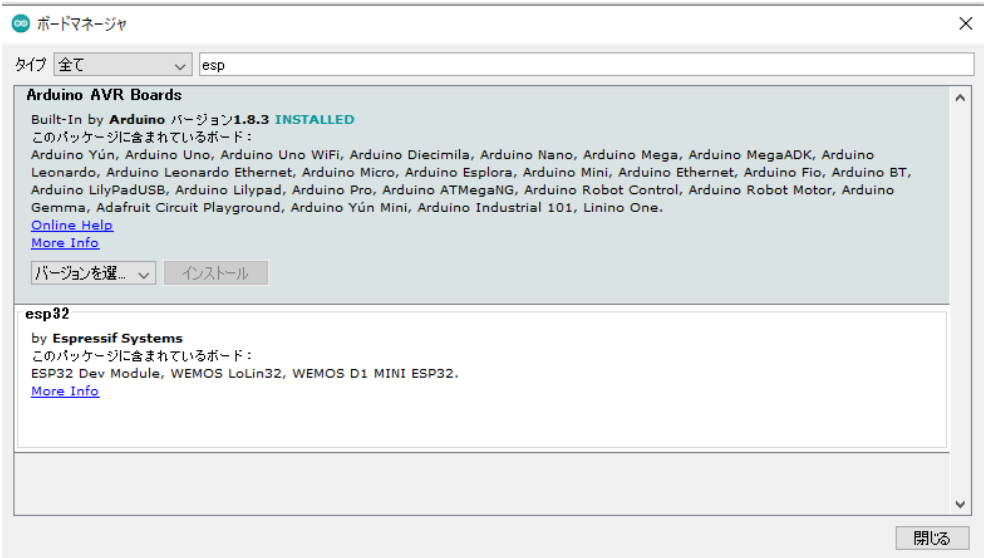 ボードマネージャ
タイプ 全て esp
Arduino AVR Boards
Built-In by Arduino バージョン1.8.3 INSTALLED
このパッケージに含まれているボード：
Arduino Yún, Arduino Uno, Arduino Uno WiFi, Arduino Diecimila, Arduino Nano, Arduino Mega, Arduino MegaADK, Arduino
Leonardo, Arduino Leonardo Ethernet, Arduino Micro, Arduino Esplora, Arduino Mini, Arduino Ethernet, Arduino Fio, Arduino BT,
Arduino LilyPadUSB, Arduino Lilypad, Arduino Pro, Arduino ATMegaNG, Arduino Robot Control, Arduino Robot Motor, Arduino
Gemma, Adafruit Circuit Playground, Arduino Yún Mini, Arduino Industrial 101, Linino One.
Online Help
More Info
バージョンを選... インストール
esp32
by Espressif Systems
このパッケージに含まれているボード：
ESP32 Dev Module, WEMOS LoLin32, WEMOS D1 MINI ESP32.
More Info
閉じる